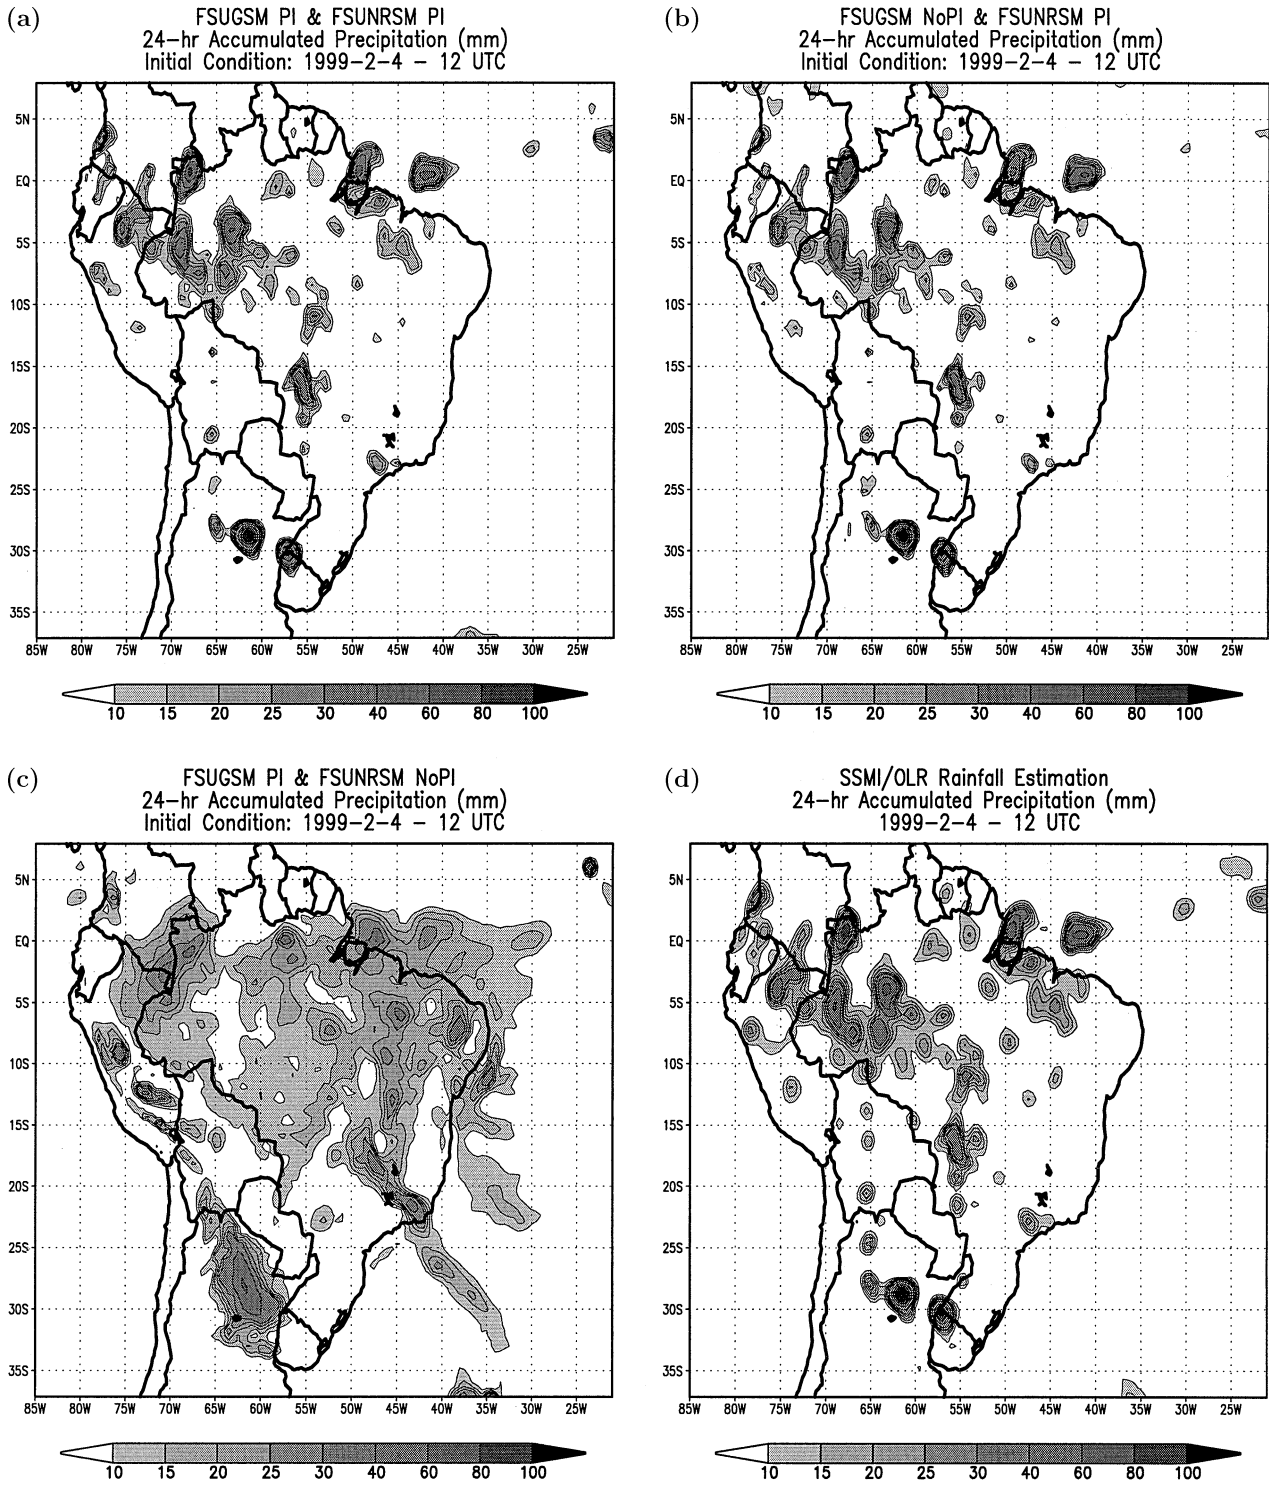 (a)
FSUGSM PI & FSUNRSM PI
24-hr Accumulated Precipitation (mm)
Initial Condition: 1999-2-4 - 12 UTC
5N
EQ
5S
10S
15S
20S
25S
30S
35S
85W 80W 75W 70W 65W 60W 55W 50W 45W 40W 35W 30W 25W
10 15 20 25 30 40 60 80 100
(b)
FSUGSM NoPI & FSUNRSM PI
24-hr Accumulated Precipitation (mm)
Initial Condition: 1999-2-4 - 12 UTC
5N
EQ
5S
10S
15S
20S
25S
30S
35S
85W 80W 75W 70W 65W 60W 55W 50W 45W 40W 35W 30W 25W
10 15 20 25 30 40 60 80 100
(c)
FSUGSM PI & FSUNRSM NoPI
24-hr Accumulated Precipitation (mm)
Initial Condition: 1999-2-4 - 12 UTC
5N
EQ
5S
10S
15S
20S
25S
30S
35S
85W 80W 75W 70W 65W 60W 55W 50W 45W 40W 35W 30W 25W
10 15 20 25 30 40 60 80 100
(d)
SSMI/OLR Rainfall Estimation
24-hr Accumulated Precipitation (mm)
1999-2-4 - 12 UTC
5N
EQ
5S
10S
15S
20S
25S
30S
35S
85W 80W 75W 70W 65W 60W 55W 50W 45W 40W 35W 30W 25W
10 15 20 25 30 40 60 80 100